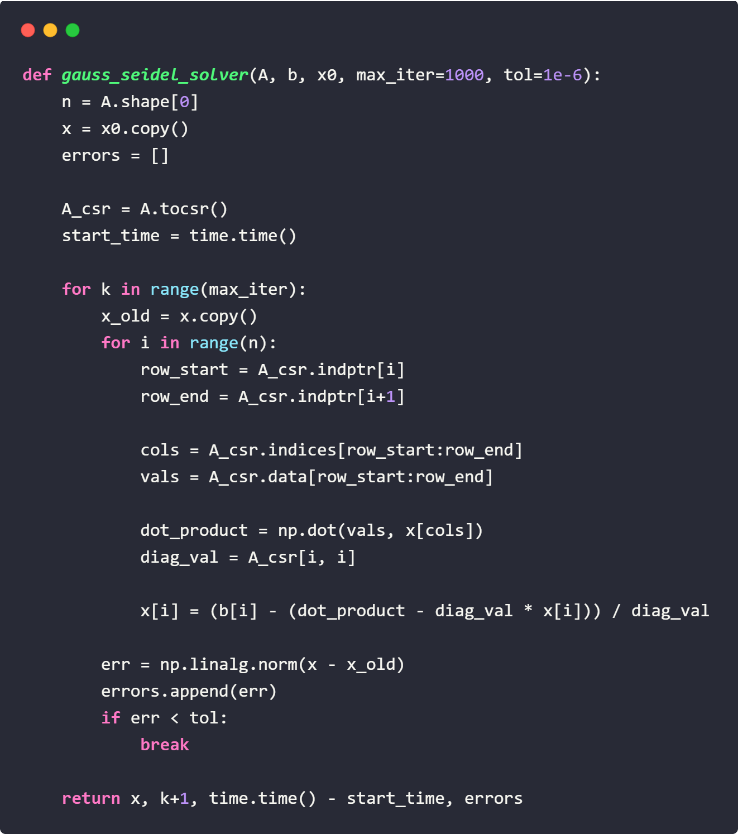 def gauss_seidel_solver(A, b, x0, max_iter=1000, tol=1e-6):
    n = A.shape[0]
    x = x0.copy()
    errors = []

    A_csr = A.tocsr()
    start_time = time.time()

    for k in range(max_iter):
        x_old = x.copy()
        for i in range(n):
            row_start = A_csr.indptr[i]
            row_end = A_csr.indptr[i+1]

            cols = A_csr.indices[row_start:row_end]
            vals = A_csr.data[row_start:row_end]

            dot_product = np.dot(vals, x[cols])
            diag_val = A_csr[i, i]

            x[i] = (b[i] - (dot_product - diag_val * x[i])) / diag_val

        err = np.linalg.norm(x - x_old)
        errors.append(err)
        if err < tol:
            break

    return x, k+1, time.time() - start_time, errors